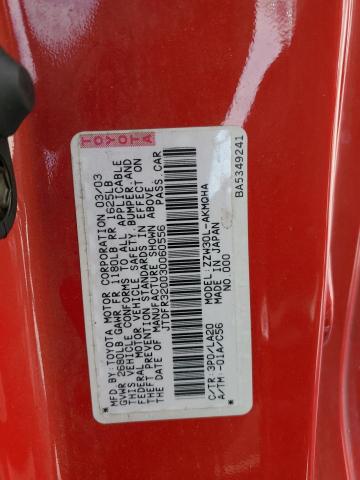 TOYOTA
MFD BY: TOYOTA MOTOR CORPORATION 03/03
GVWR 2680LB GAWR FR 1180LB RR 1625LB
THIS VEHICLE CONFORMS TO ALL APPLICABLE
FEDERAL MOTOR VEHICLE SAFETY, BUMPER, AND
THEFT PREVENTION STANDARDS IN EFFECT ON
THE DATE OF MANUFACTURE SHOWN ABOVE.
JTDFR320030060556 PASS CAR
C/TR: 3P0/LA20 MODEL: ZZW30L-AKMQHA
A/TM: -01A/C56 MADE IN JAPAN
NO 000
BA5349241